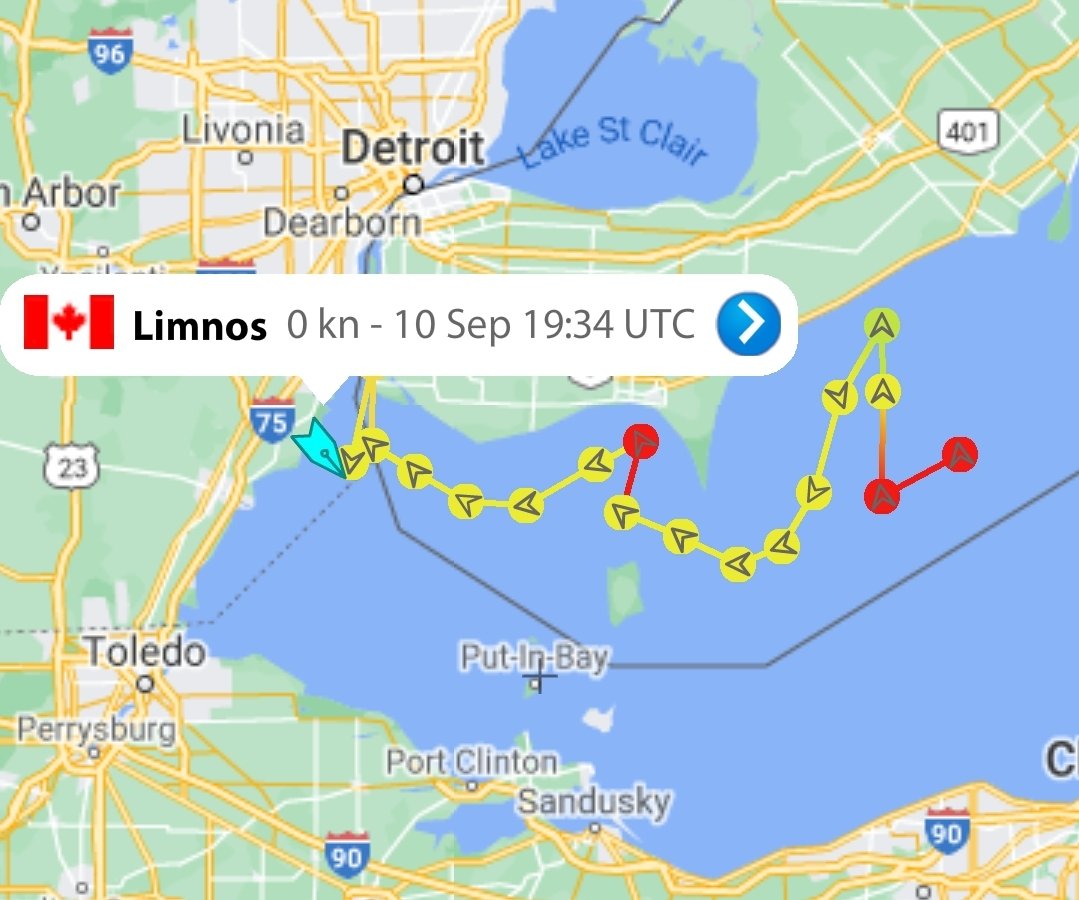 96
Livonia
Detroit
Lake St Clair
401
n Arbor
Dearborn
Limnos 0 kn - 10 Sep 19:34 UTC
75
23
Put-In-Bay
Toledo
Perrysburg
Port Clinton
Sandusky
C
90
90